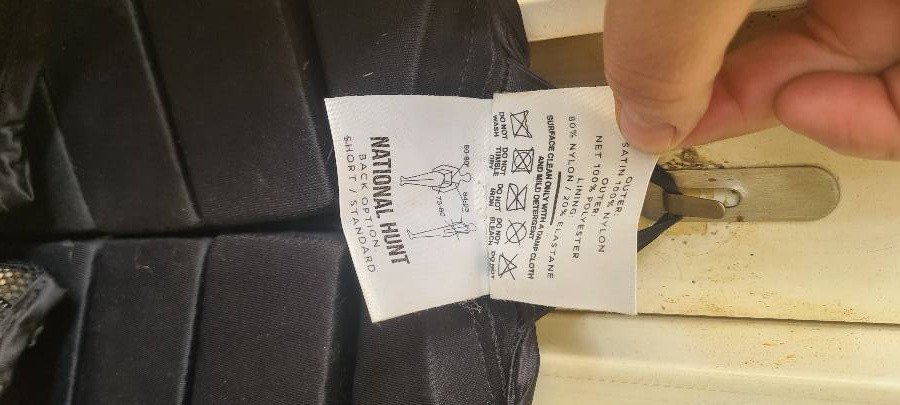 NATIONAL HUNT
BACK OPTION
SHORT / STANDARD
OUTER:
SATIN 100% NYLON
OUTER:
NET 100% POLYESTER
LINING:
80% NYLON / 20% ELASTANE
SURFACE CLEAN ONLY WITH A DAMP CLOTH
AND MILD DETERGENT
DO NOT
WASH
DO NOT
TUMBLE
DRY
DO NOT
IRON
DO NOT
BLEACH
DO NOT